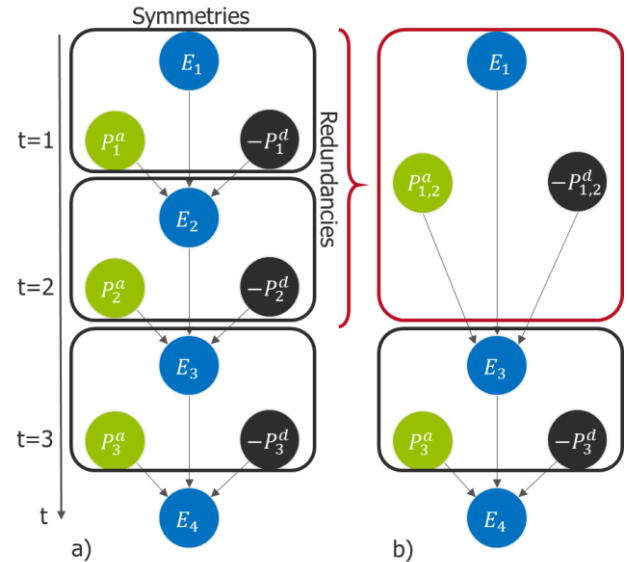 Symmetries
E₁
E₁
t=1
P₁ᵃ
−P₁ᵈ
Redundancies
P₁,₂ᵃ
−P₁,₂ᵈ
E₂
t=2
P₂ᵃ
−P₂ᵈ
E₃
E₃
t=3
P₃ᵃ
−P₃ᵈ
P₃ᵃ
−P₃ᵈ
t
E₄
E₄
a)
b)